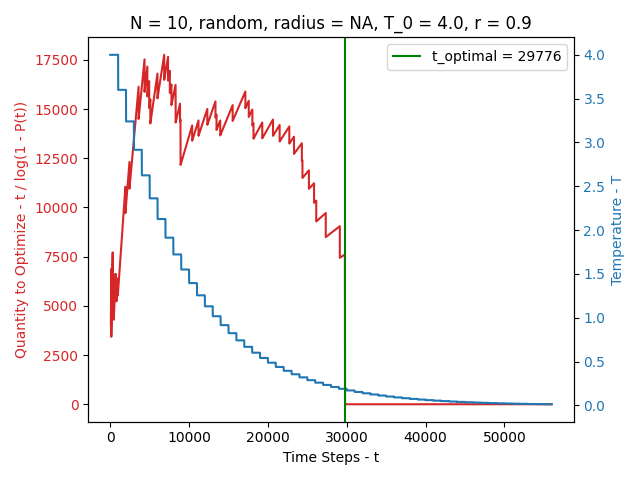 N = 10, random, radius = NA, T_0 = 4.0, r = 0.9
t_optimal = 29776
Quantity to Optimize - t / log(1 - P(t))
17500
15000
12500
10000
7500
5000
2500
0
4.0
3.5
3.0
2.5
2.0
1.5
1.0
0.5
0.0
Temperature - T
0 10000 20000 30000 40000 50000
Time Steps - t